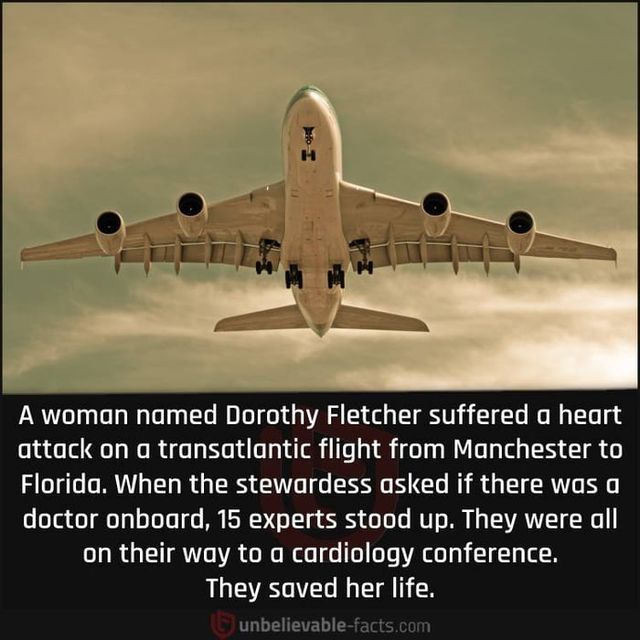 A woman named Dorothy Fletcher suffered a heart
attack on a transatlantic flight from Manchester to
Florida. When the stewardess asked if there was a
doctor onboard, 15 experts stood up. They were all
on their way to a cardiology conference.
They saved her life.
unbelievable-facts.com